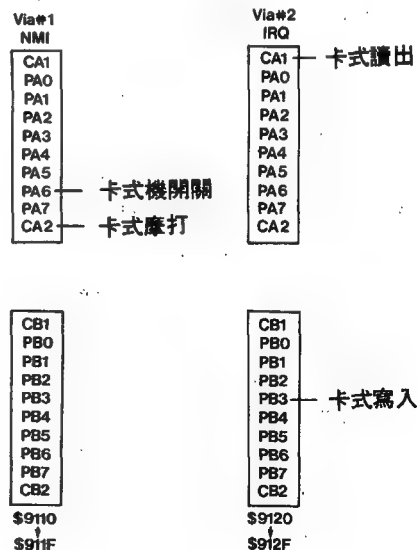 Via#1
NMI
CA1
PA0
PA1
PA2
PA3
PA4
PA5
PA6
PA7
CA2
卡式機開關
卡式摩打
Via#2
IRQ
CA1
PA0
PA1
PA2
PA3
PA4
PA5
PA6
PA7
CA2
卡式讀出
CB1
PB0
PB1
PB2
PB3
PB4
PB5
PB6
PB7
CB2
$9110
$911F
CB1
PB0
PB1
PB2
PB3
PB4
PB5
PB6
PB7
CB2
卡式寫入
$9120
$912F